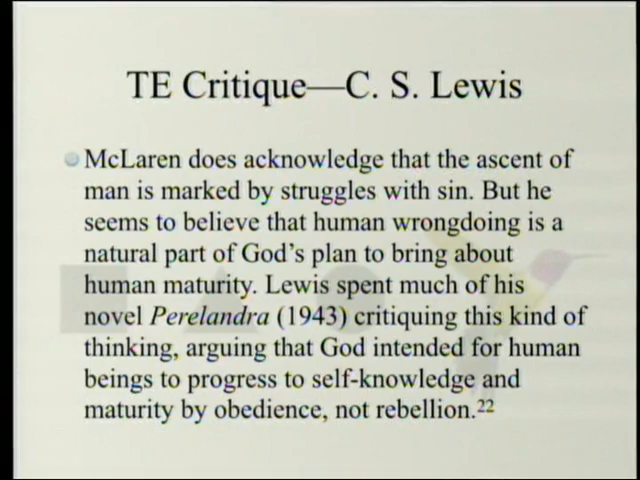 TE Critique—C. S. Lewis
McLaren does acknowledge that the ascent of
man is marked by struggles with sin. But he
seems to believe that human wrongdoing is a
natural part of God’s plan to bring about
human maturity. Lewis spent much of his
novel Perelandra (1943) critiquing this kind of
thinking, arguing that God intended for human
beings to progress to self-knowledge and
maturity by obedience, not rebellion.22